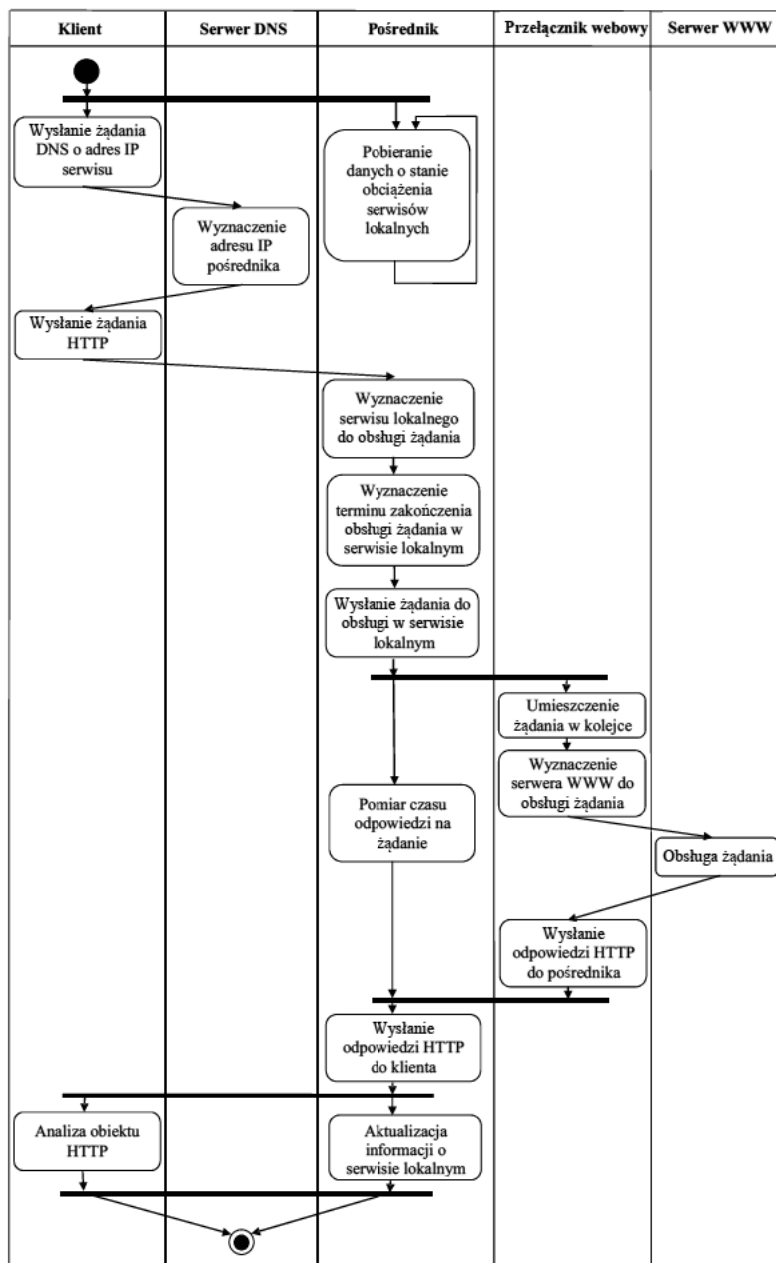 Klient
Serwer DNS
Pośrednik
Przełącznik webowy
Serwer WWW
Wysłanie żądania
DNS o adres IP
serwisu
Pobieranie
danych o stanie
obciążenia
serwisów
lokalnych
Wyznaczenie
adresu IP
pośrednika
Wysłanie żądania
HTTP
Wyznaczenie
serwisu lokalnego
do obsługi żądania
Wyznaczenie
terminu zakończenia
obsługi żądania w
serwisie lokalnym
Wysłanie żądania do
obsługi w serwisie
lokalnym
Umieszczenie
żądania w kolejce
Wyznaczenie
serwera WWW do
obsługi żądania
Pomiar czasu
odpowiedzi na
żądanie
Obsługa żądania
Wysłanie
odpowiedzi HTTP
do pośrednika
Wysłanie
odpowiedzi HTTP
do klienta
Analiza obiektu
HTTP
Aktualizacja
informacji o
serwisie lokalnym